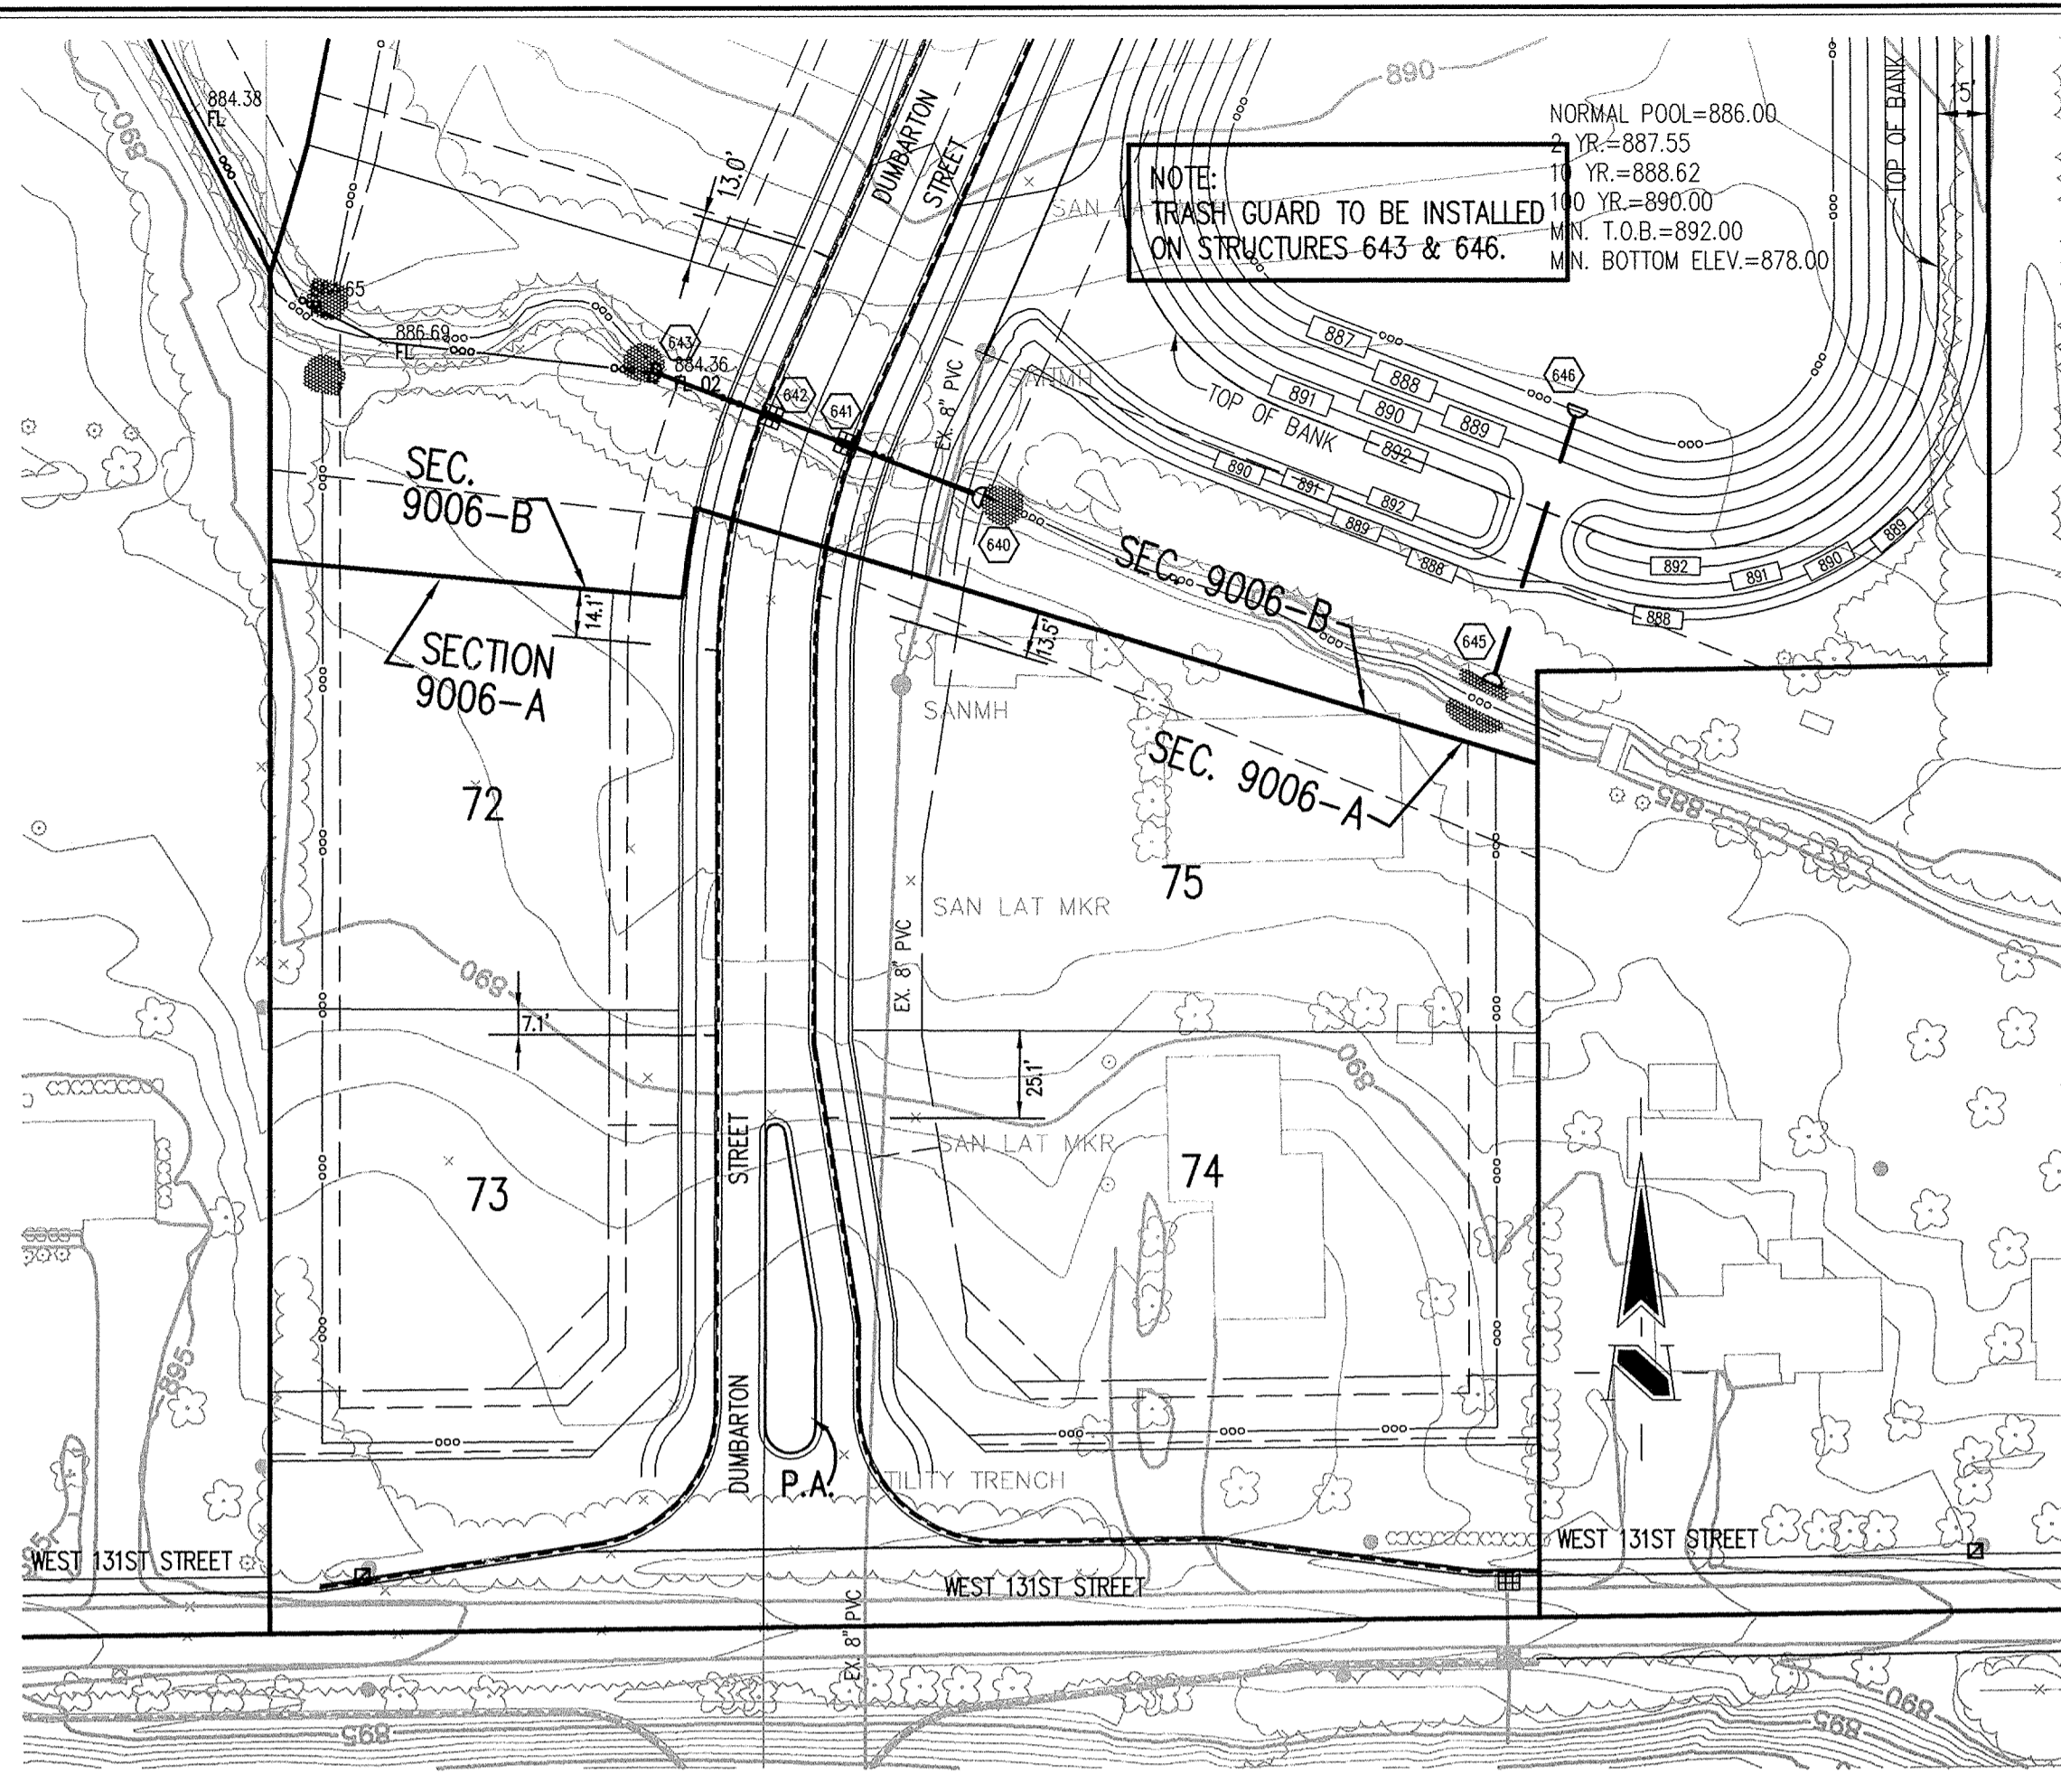 890
15'
TOP OF BANK
884.38
FL
890
DUMBARTON
STREET
13.0'
NORMAL POOL=886.00
2 YR.=887.55
10 YR.=888.62
100 YR.=890.00
MIN. T.O.B.=892.00
MIN. BOTTOM ELEV.=878.00
NOTE:
TRASH GUARD TO BE INSTALLED
ON STRUCTURES 643 & 646.
SAN
65
886.69
FL
643
884.36
642
641
EX. 8" PVC
SANMH
TOP OF BANK
887
888
891
890
889
892
646
890
891
892
889
888
892
891
890
889
888
SEC.
9006-B
640
SEC. 9006-B
645
14.1'
13.5'
SECTION
9006-A
SANMH
SEC. 9006-A
885
72
75
SAN LAT MKR
EX. 8" PVC
890
7.1'
25.1'
890
SAN LAT MKR
STREET
73
74
895
DUMBARTON
P.A.
UTILITY TRENCH
WEST 131ST STREET
WEST 131ST STREET
WEST 131ST STREET
EX. 8" PVC
895
890
895